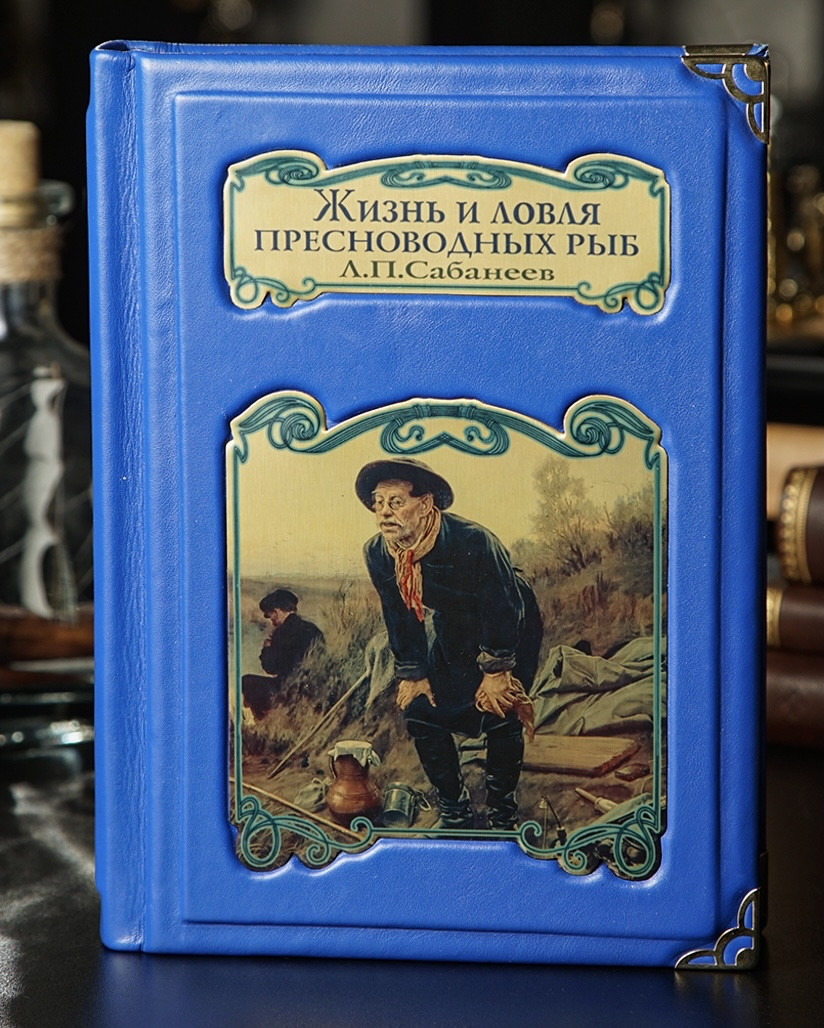 Жизнь и ловля
пресноводных рыб
Л.П.Сабанеев